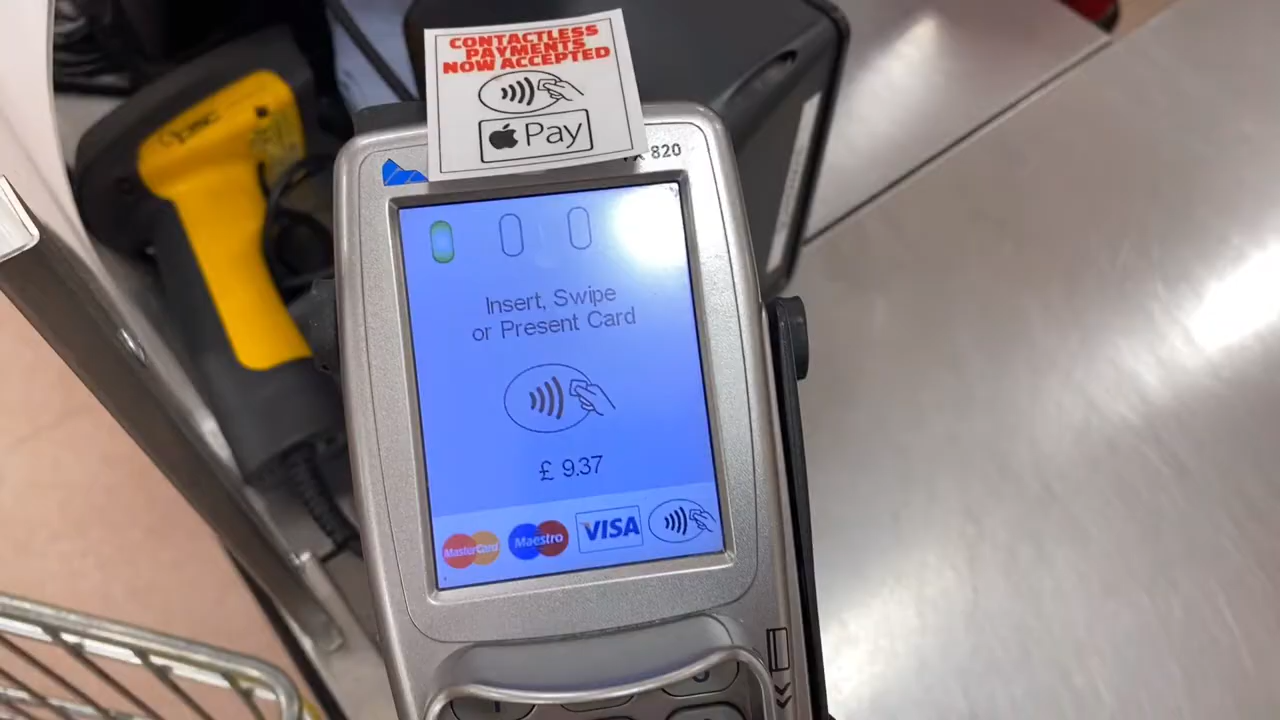 CONTACTLESS
PAYMENTS
NOW ACCEPTED
Pay
820
Insert, Swipe
or Present Card
£ 9.37
MasterCard
Maestro
VISA